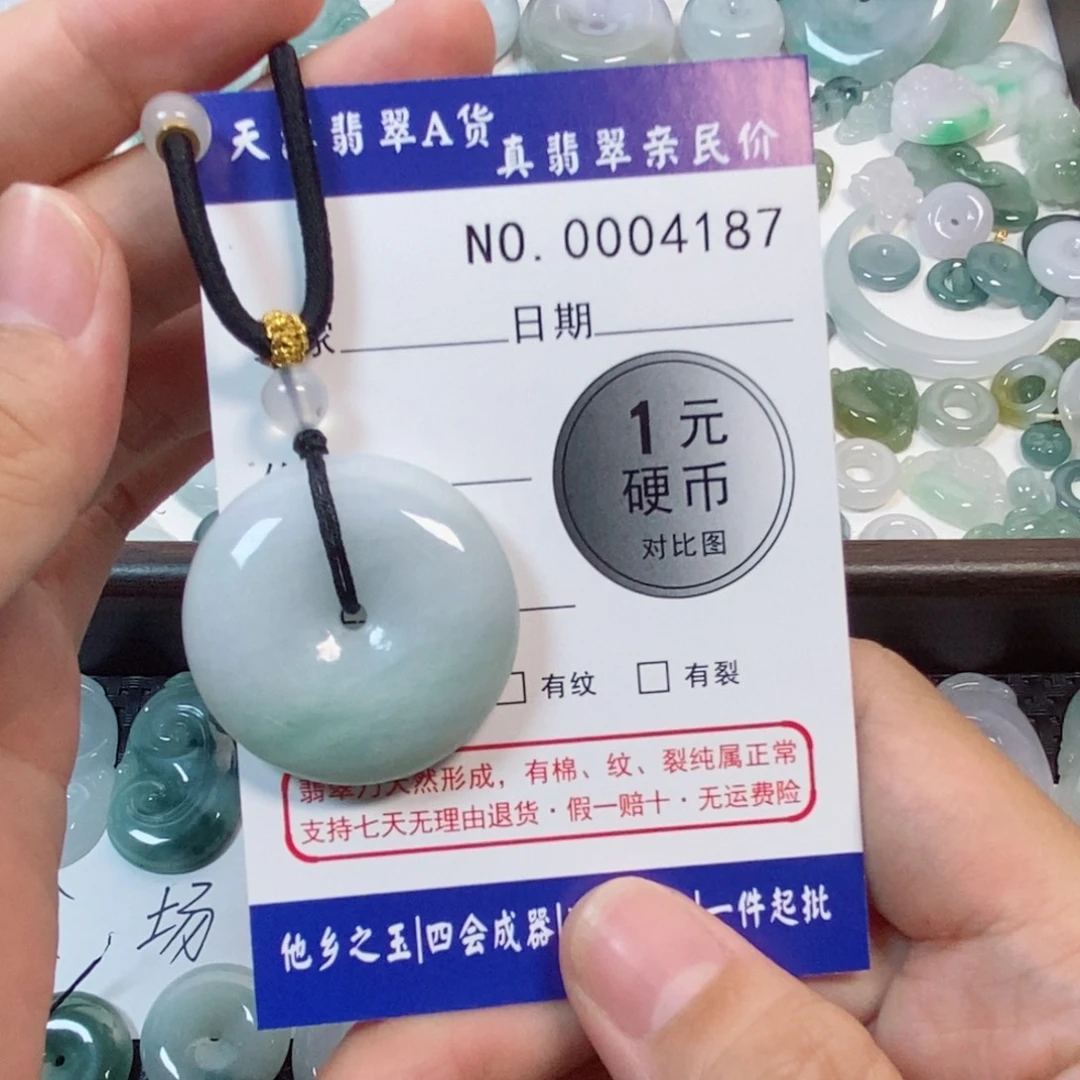 天 翡翠A货 真翡翠亲民价
NO. 0004187
家 日期
1元
硬币
对比图
有纹 有裂
翡翠乃天然形成，有棉、纹、裂纯属正常
支持七天无理由退货·假一赔十·无运费险
他乡之玉|四会成器| |一件起批
场